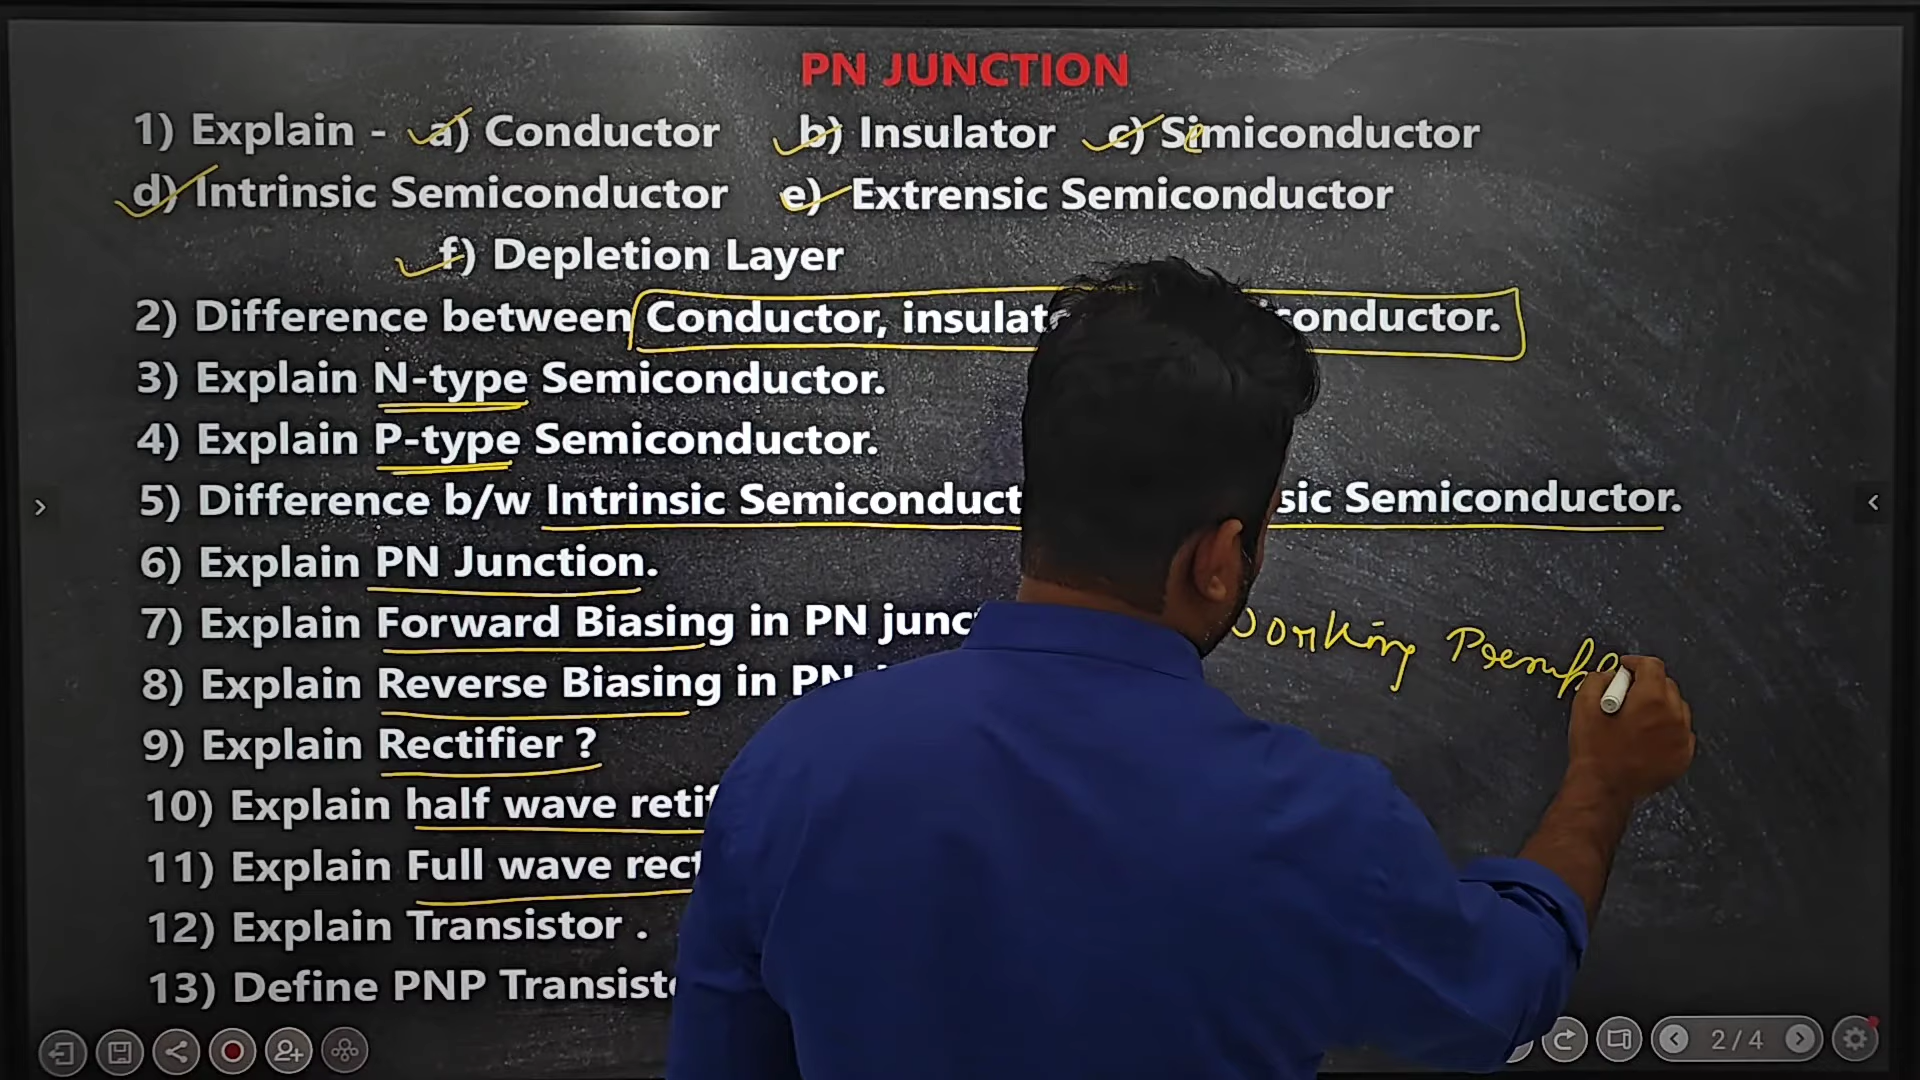 PN JUNCTION
1) Explain - a) Conductor b) Insulator c) Simiconductor
d) Intrinsic Semiconductor e) Extrensic Semiconductor
f) Depletion Layer
2) Difference between Conductor, insulat conductor.
3) Explain N-type Semiconductor.
4) Explain P-type Semiconductor.
5) Difference b/w Intrinsic Semiconduct sic Semiconductor.
6) Explain PN Junction.
7) Explain Forward Biasing in PN junc
Working
8) Explain Reverse Biasing in PN
9) Explain Rectifier ?
10) Explain half wave retif
11) Explain Full wave rect
12) Explain Transistor .
13) Define PNP Transisto
2/4